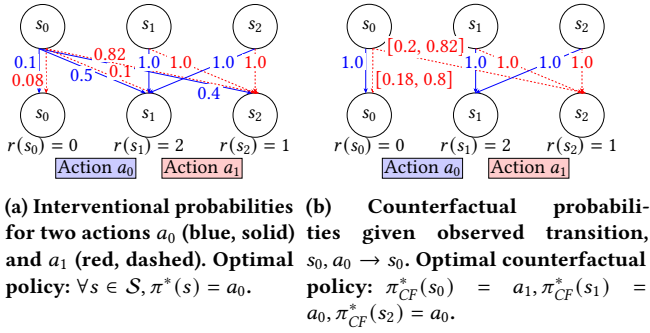 s₀ s₁ s₂ s₀ s₁ s₂
0.82 [0.2, 0.82]
0.1 1.0 1.0 1.0 1.0 1.0 1.0 1.0 1.0 1.0
0.08 0.5 0.1 0.4 [0.18, 0.8]
s₀ s₁ s₂ s₀ s₁ s₂
r(s₀) = 0 r(s₁) = 2 r(s₂) = 1 r(s₀) = 0 r(s₁) = 2 r(s₂) = 1
Action a₀ Action a₁ Action a₀ Action a₁
(a) Interventional probabilities
for two actions a₀ (blue, solid)
and a₁ (red, dashed). Optimal
policy: ∀s ∈ 𝒮, π*(s) = a₀.
(b) Counterfactual probabili-
ties given observed transition,
s₀, a₀ → s₀. Optimal counterfactual
policy: π*_CF(s₀) = a₁, π*_CF(s₁) =
a₀, π*_CF(s₂) = a₀.